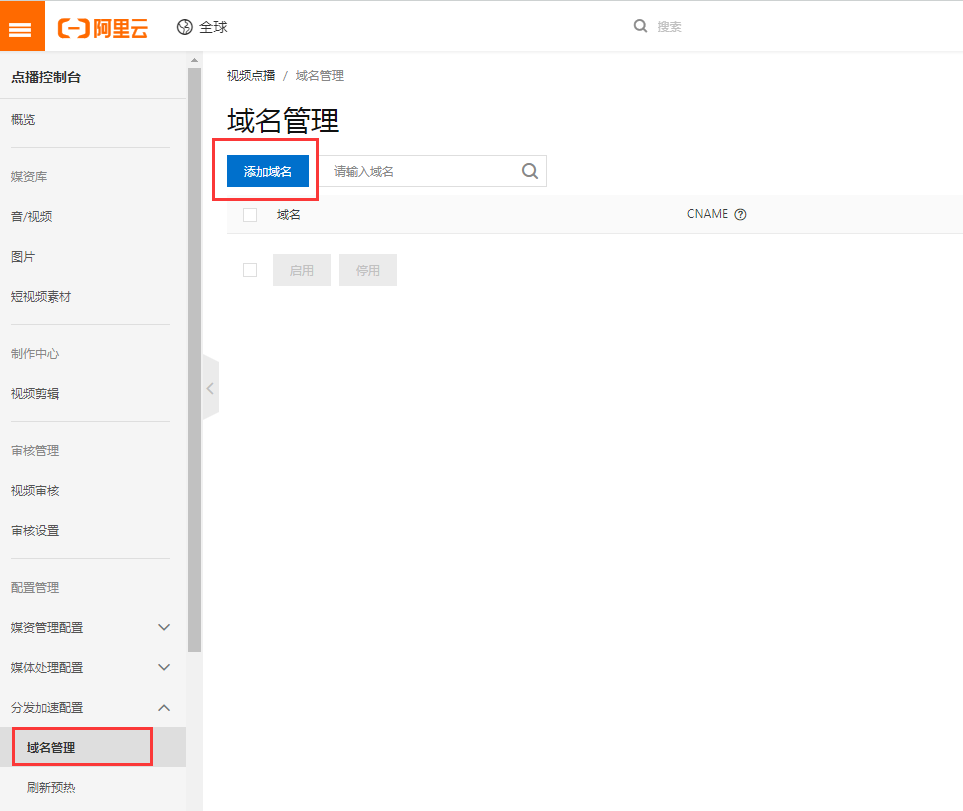 阿里云
全球
搜索
点播控制台
概览
媒资库
音/视频
图片
短视频素材
制作中心
视频剪辑
审核管理
视频审核
审核设置
配置管理
媒资管理配置
媒体处理配置
分发加速配置
域名管理
刷新预热
视频点播 / 域名管理
域名管理
添加域名 请输入域名
域名 CNAME ?
启用 停用